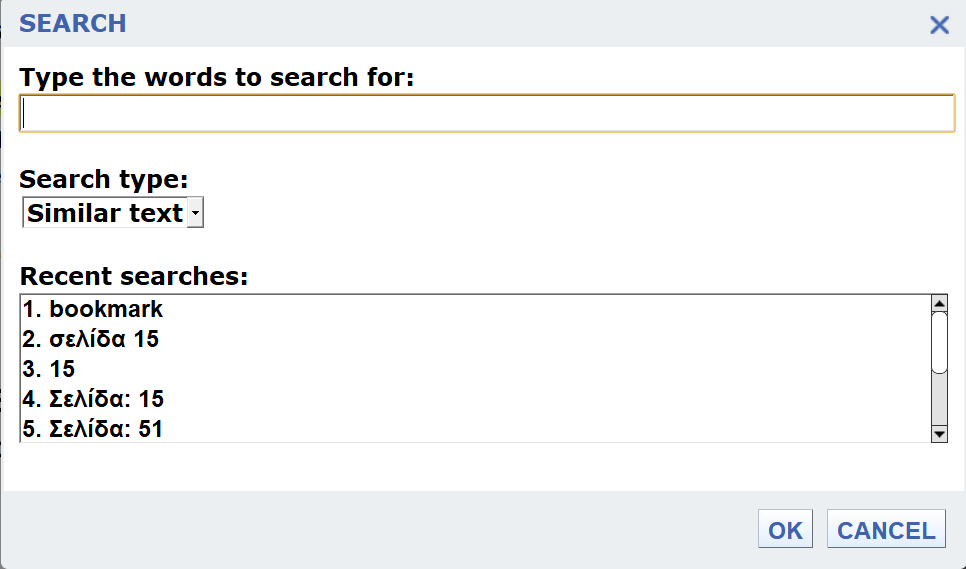 SEARCH
Type the words to search for:
Search type:
Similar text
Recent searches:
1. bookmark
2. σελίδα 15
3. 15
4. Σελίδα: 15
5. Σελίδα: 51
OK CANCEL